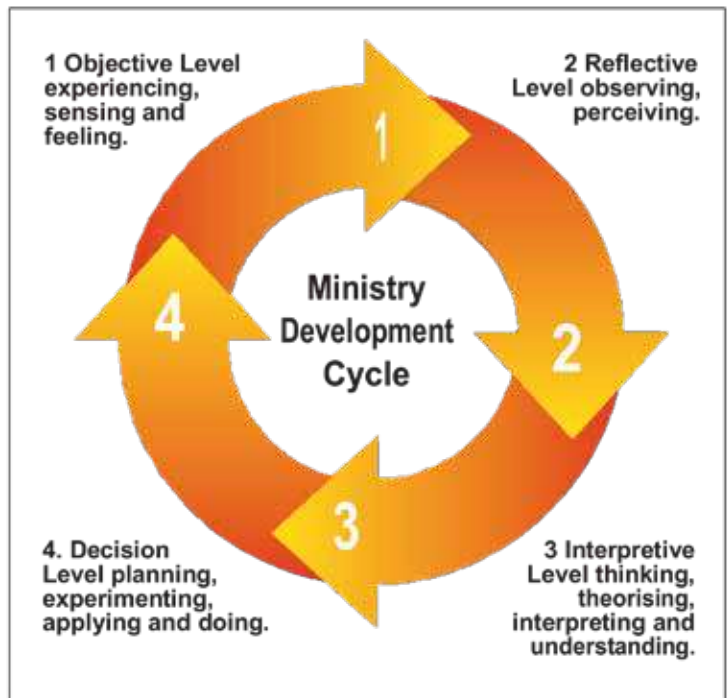 1 Objective Level
experiencing,
sensing and
feeling.
2 Reflective
Level observing,
perceiving.
1
Ministry
Development
Cycle
4
2
3
4. Decision
Level planning,
experimenting,
applying and doing.
3 Interpretive
Level thinking,
theorising,
interpreting and
understanding.